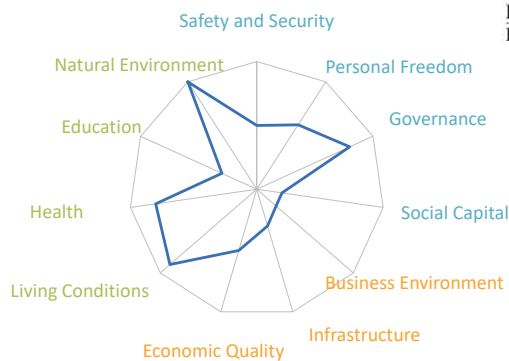 Safety and Security
Natural Environment
Personal Freedom
Education
Governance
Health
Social Capital
Living Conditions
Business Environment
Infrastructure
Economic Quality